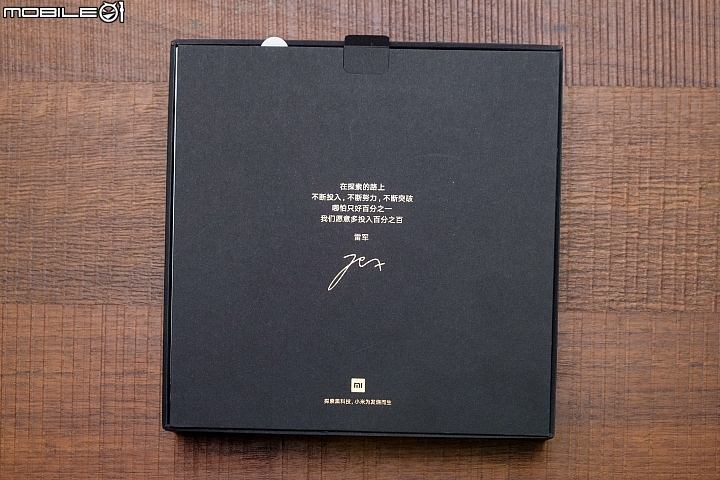 MOBILE01
在探索的路上
不断投入,不断努力,不断突破
哪怕只好百分之一
我们愿意多投入百分之百
雷军
mi
探索黑科技,小米为发烧而生